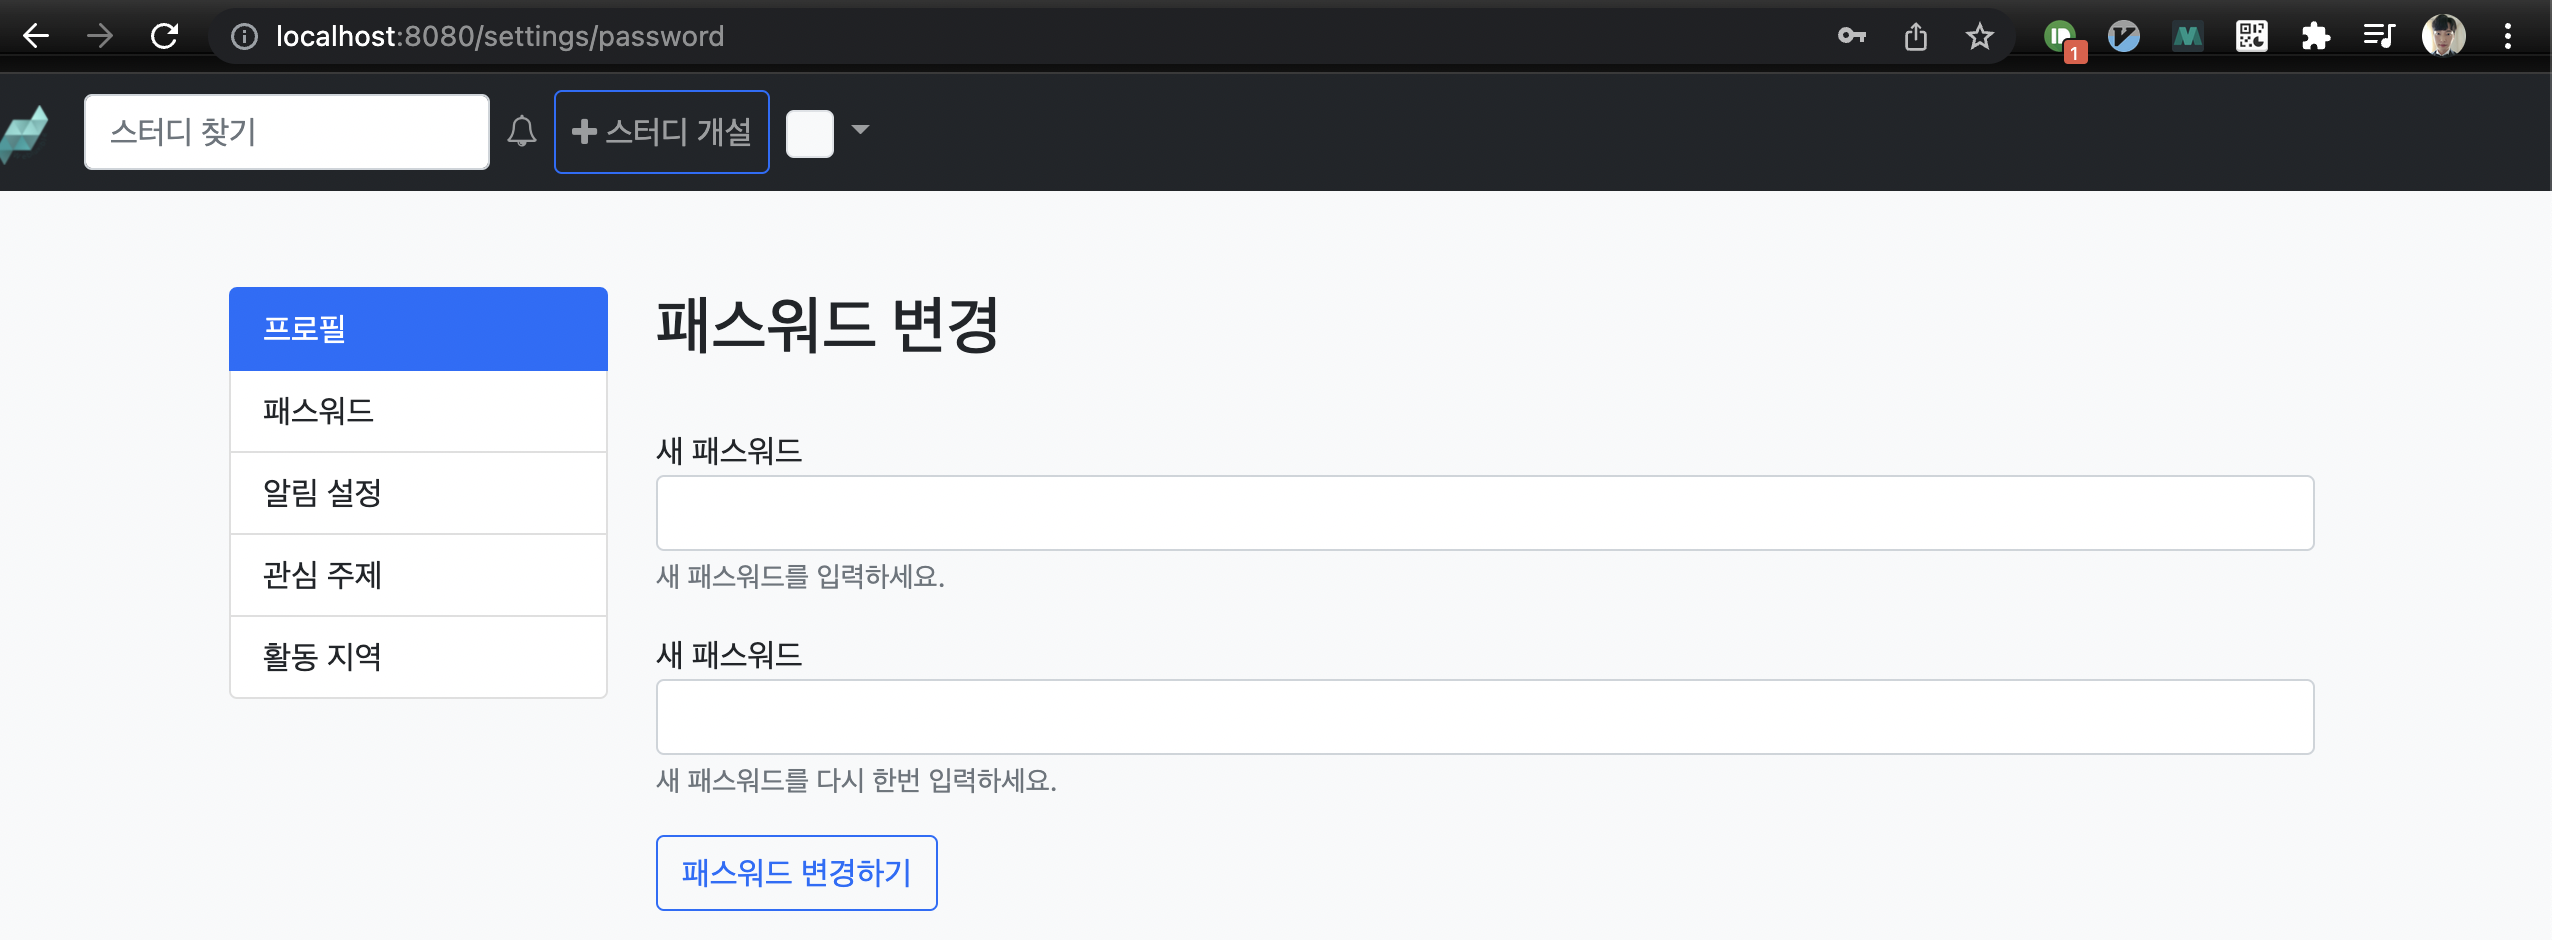 localhost:8080/settings/password
1
스터디 찾기
스터디 개설
프로필
패스워드
알림 설정
관심 주제
활동 지역
패스워드 변경
새 패스워드
새 패스워드를 입력하세요.
새 패스워드
새 패스워드를 다시 한번 입력하세요.
패스워드 변경하기